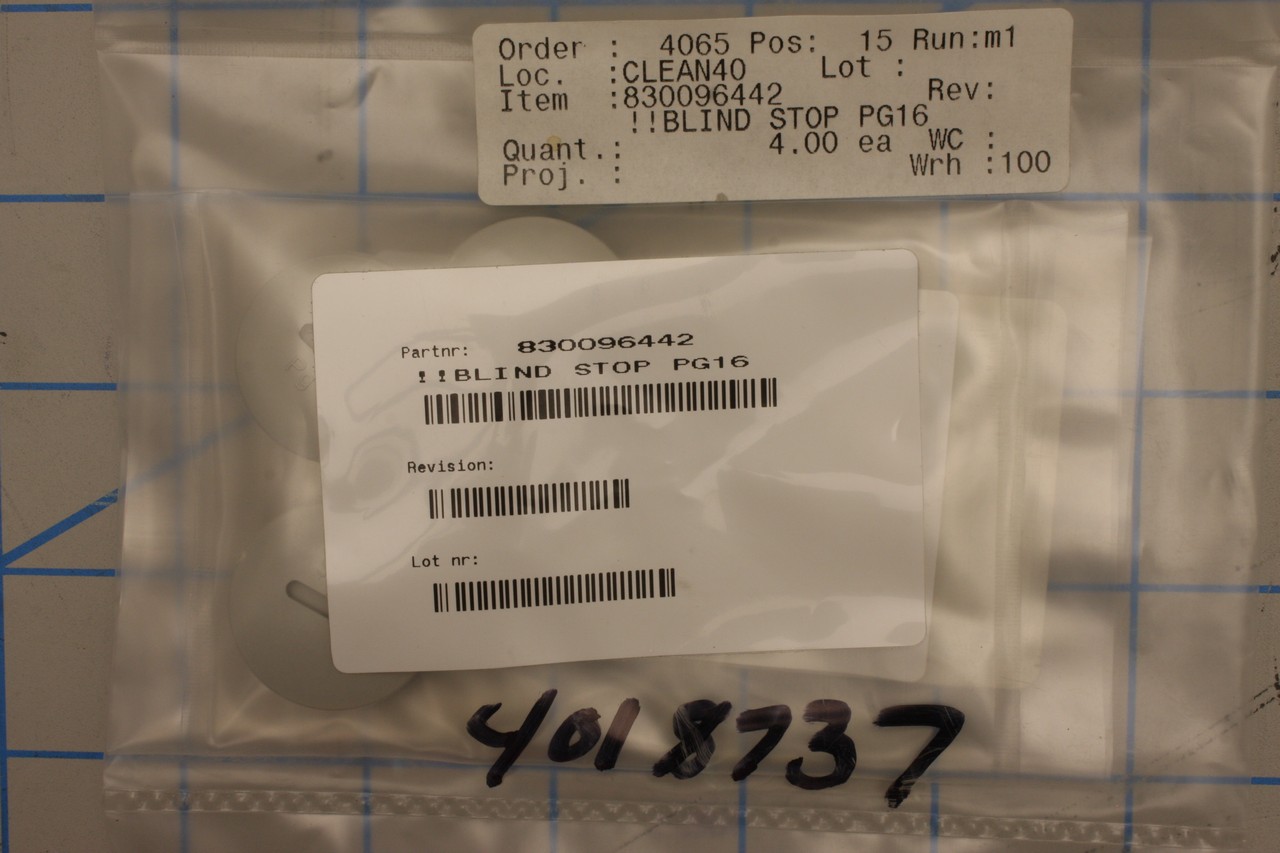 Order : 4065 Pos: 15 Run:m1
Loc. :CLEAN40 Lot :
Item :830096442 Rev:
!!BLIND STOP PG16
Quant.: 4.00 ea WC :
Proj. : Wrh :100
Partnr: 830096442
!!BLIND STOP PG16
Revision:
Lot nr:
4018737